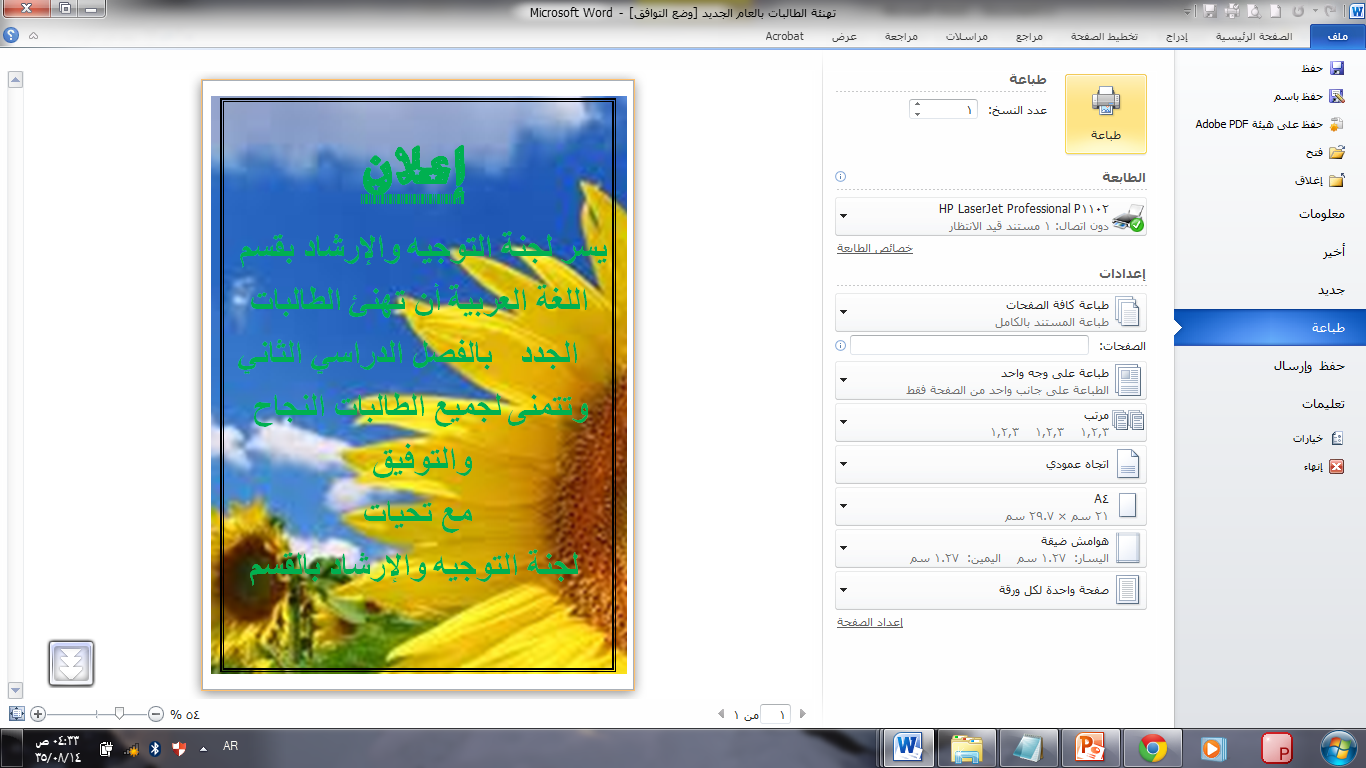 تهنئة الطالبات بالعام الجديد [وضع التوافق] - Microsoft Word
ملف
الصفحة الرئيسية
إدراج
تخطيط الصفحة
مراجع
مراسلات
مراجعة
عرض
Acrobat
حفظ
حفظ باسم
حفظ على هيئة Adobe PDF
فتح
إغلاق
معلومات
أخير
جديد
طباعة
حفظ وإرسال
تعليمات
خيارات
إنهاء
طباعة
طباعة
عدد النسخ: ١
الطابعة
HP LaserJet Professional P١١٠٢
دون اتصال: ١ مستند قيد الانتظار
خصائص الطابعة
إعدادات
طباعة كافة الصفحات
طباعة المستند بالكامل
الصفحات:
طباعة على وجه واحد
الطباعة على جانب واحد من الصفحة فقط
مرتب
١,٢,٣ ١,٢,٣ ١,٢,٣
اتجاه عمودي
A٤
٢١ سم × ٢٩.٧ سم
هوامش ضيقة
اليسار: ١.٢٧ سم اليمين: ١.٢٧ سم
صفحة واحدة لكل ورقة
إعداد الصفحة
إعلان
يسر لجنة التوجيه والإرشاد بقسم
اللغة العربية أن تهنئ الطالبات
الجدد بالفصل الدراسي الثاني
وتتمنى لجميع الطالبات النجاح
والتوفيق
مع تحيات
لجنة التوجيه والإرشاد بالقسم
١ من ١
٥٤ %
AR
٠٤:٣٣ ص
٣٥/٠٨/١٤